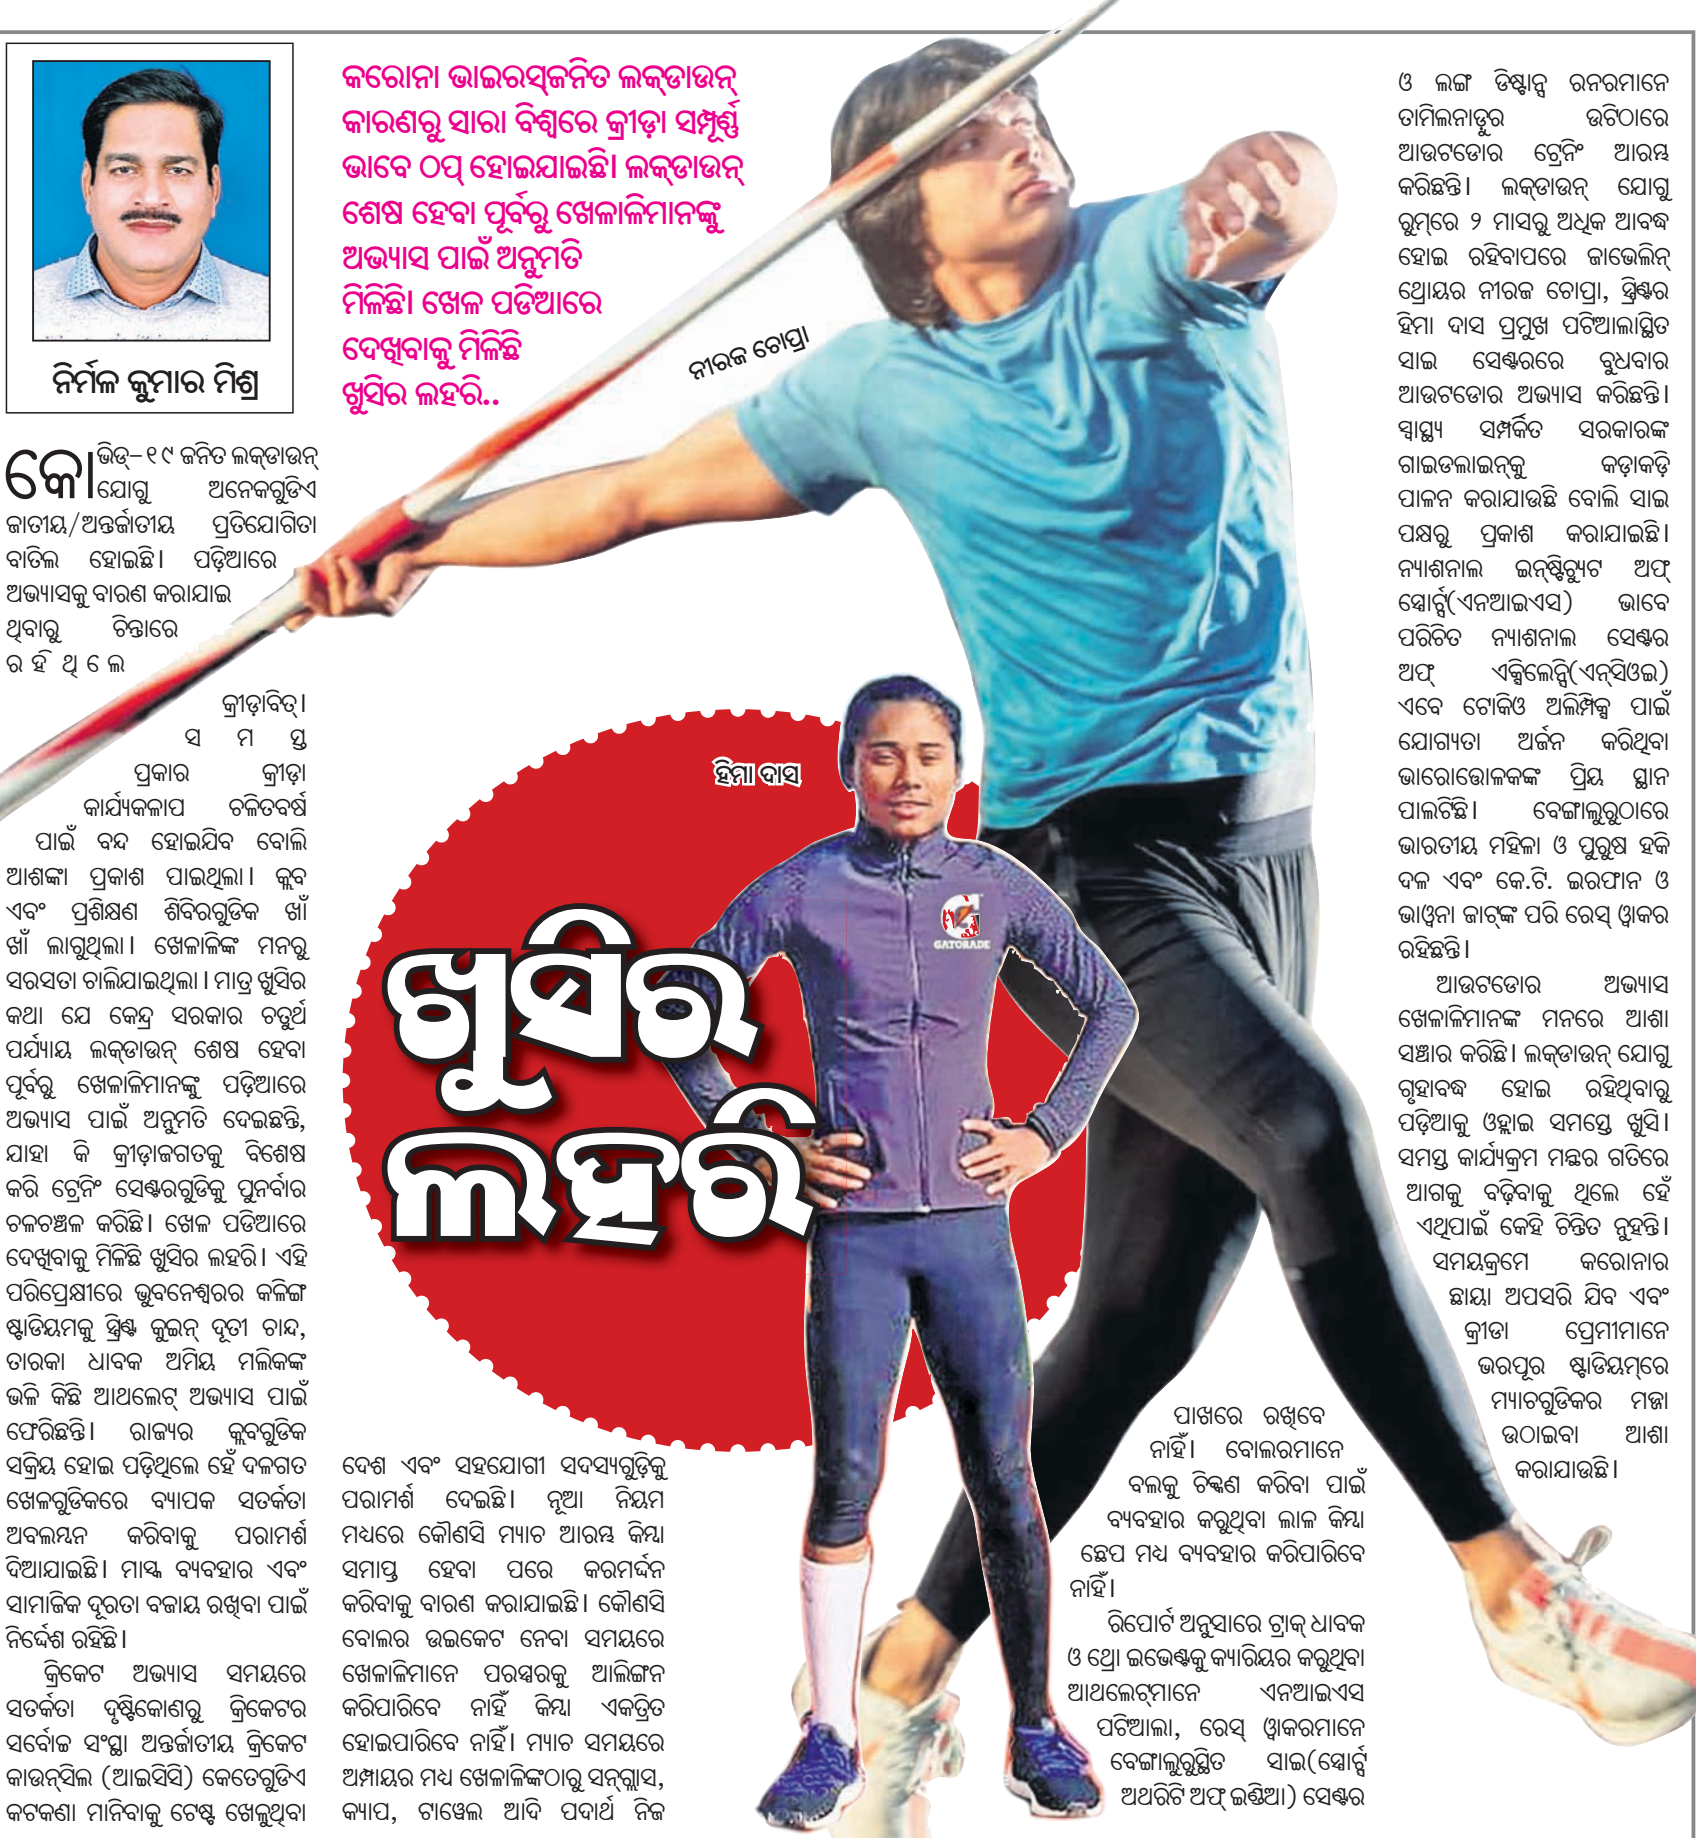 ନିର୍ମଳ କୁମାର ମିଶ୍ର
କରୋନା ଭାଇରସ୍‌ଜନିତ ଲକ୍‌ଡାଉନ୍
କାରଣରୁ ସାରା ବିଶ୍ୱରେ କ୍ରୀଡ଼ା ସମ୍ପୂର୍ଣ୍ଣ
ଭାବେ ଠପ୍ ହୋଇଯାଇଛି। ଲକ୍‌ଡାଉନ୍
ଶେଷ ହେବା ପୂର୍ବରୁ ଖେଳାଳିମାନଙ୍କୁ
ଅଭ୍ୟାସ ପାଇଁ ଅନୁମତି
ମିଳିଛି। ଖେଳ ପଡିଆରେ
ଦେଖିବାକୁ ମିଳିଛି
ଖୁସିର ଲହରି..
ନୀରଜ ଚୋପ୍ରା
ହିମା ଦାସ
GATORADE
ଖୁସିର
ଲହରି
କୋଭିଡ୍‌-୧୯ ଜନିତ ଲକ୍‌ଡାଉନ୍
ଯୋଗୁ ଅନେକଗୁଡିଏ
ଜାତୀୟ/ଅନ୍ତର୍ଜାତୀୟ ପ୍ରତିଯୋଗିତା
ବାତିଲ ହୋଇଛି। ପଡ଼ିଆରେ
ଅଭ୍ୟାସକୁ ବାରଣ କରାଯାଇ
ଥିବାରୁ ଚିନ୍ତାରେ
ରହିଥିଲେ
କ୍ରୀଡ଼ାବିତ୍।
ସମସ୍ତ
ପ୍ରକାର କ୍ରୀଡ଼ା
କାର୍ଯ୍ୟକଳାପ ଚଳିତବର୍ଷ
ପାଇଁ ବନ୍ଦ ହୋଇଯିବ ବୋଲି
ଆଶଙ୍କା ପ୍ରକାଶ ପାଇଥିଲା। କ୍ଲବ
ଏବଂ ପ୍ରଶିକ୍ଷଣ ଶିବିରଗୁଡିକ ଖାଁ
ଖାଁ ଲାଗୁଥିଲା। ଖେଳାଳିଙ୍କ ମନରୁ
ସରସତା ଚାଲିଯାଇଥିଲା। ମାତ୍ର ଖୁସିର
କଥା ଯେ କେନ୍ଦ୍ର ସରକାର ଚତୁର୍ଥ
ପର୍ଯ୍ୟାୟ ଲକ୍‌ଡାଉନ୍ ଶେଷ ହେବା
ପୂର୍ବରୁ ଖେଳାଳିମାନଙ୍କୁ ପଡ଼ିଆରେ
ଅଭ୍ୟାସ ପାଇଁ ଅନୁମତି ଦେଇଛନ୍ତି,
ଯାହା କି କ୍ରୀଡ଼ାଜଗତକୁ ବିଶେଷ
କରି ଟ୍ରେନିଂ ସେଣ୍ଟରଗୁଡିକୁ ପୁନର୍ବାର
ଚଳଚଞ୍ଚଳ କରିଛି। ଖେଳ ପଡିଆରେ
ଦେଖିବାକୁ ମିଳିଛି ଖୁସିର ଲହରି। ଏହି
ପରିପ୍ରେକ୍ଷୀରେ ଭୁବନେଶ୍ୱରର କଳିଙ୍ଗ
ଷ୍ଟାଡିୟମକୁ ସ୍ପ୍ରିଣ୍ଟ କୁଇନ୍ ଦୂତୀ ଚାନ୍ଦ,
ତାରକା ଧାବକ ଅମିୟ ମଲିକଙ୍କ
ଭଳି କିଛି ଆଥଲେଟ୍ ଅଭ୍ୟାସ ପାଇଁ
ଫେରିଛନ୍ତି। ରାଜ୍ୟର କ୍ଲବଗୁଡିକ
ସକ୍ରିୟ ହୋଇ ପଡ଼ିଥିଲେ ହେଁ ଦଳଗତ
ଖେଳଗୁଡିକରେ ବ୍ୟାପକ ସତର୍କତା
ଅବଲମ୍ବନ କରିବାକୁ ପରାମର୍ଶ
ଦିଆଯାଇଛି। ମାସ୍କ ବ୍ୟବହାର ଏବଂ
ସାମାଜିକ ଦୂରତା ବଜାୟ ରଖିବା ପାଇଁ
ନିର୍ଦ୍ଦେଶ ରହିଛି।
କ୍ରିକେଟ ଅଭ୍ୟାସ ସମୟରେ
ସତର୍କତା ଦୃଷ୍ଟିକୋଣରୁ କ୍ରିକେଟର
ସର୍ବୋଚ୍ଚ ସଂସ୍ଥା ଅନ୍ତର୍ଜାତୀୟ କ୍ରିକେଟ
କାଉନ୍‌ସିଲ (ଆଇସିସି) କେତେଗୁଡିଏ
କଟକଣା ମାନିବାକୁ ଟେଷ୍ଟ ଖେଳୁଥିବା
ଦେଶ ଏବଂ ସହଯୋଗୀ ସଦସ୍ୟଗୁଡ଼ିକୁ
ପରାମର୍ଶ ଦେଇଛି। ନୂଆ ନିୟମ
ମଧ୍ୟରେ କୌଣସି ମ୍ୟାଚ ଆରମ୍ଭ କିମ୍ବା
ସମାପ୍ତ ହେବା ପରେ କରମର୍ଦ୍ଦନ
କରିବାକୁ ବାରଣ କରାଯାଇଛି। କୌଣସି
ବୋଲର ଉଇକେଟ ନେବା ସମୟରେ
ଖେଳାଳିମାନେ ପରସ୍ପରକୁ ଆଲିଙ୍ଗନ
କରିପାରିବେ ନାହିଁ କିମ୍ବା ଏକତ୍ରିତ
ହୋଇପାରିବେ ନାହିଁ। ମ୍ୟାଚ ସମୟରେ
ଅମ୍ପାୟର ମଧ୍ୟ ଖେଳାଳିଙ୍କଠାରୁ ସନ୍‌ଗ୍ଲାସ,
କ୍ୟାପ, ଟାୱେଲ ଆଦି ପଦାର୍ଥ ନିଜ
ପାଖରେ ରଖିବେ
ନାହିଁ। ବୋଲରମାନେ
ବଲକୁ ଚିକ୍କଣ କରିବା ପାଇଁ
ବ୍ୟବହାର କରୁଥିବା ଲାଳ କିମ୍ବା
ଛେପ ମଧ୍ୟ ବ୍ୟବହାର କରିପାରିବେ
ନାହିଁ।
ରିପୋର୍ଟ ଅନୁସାରେ ଟ୍ରାକ୍ ଧାବକ
ଓ ଥ୍ରୋ ଇଭେଣ୍ଟକୁ କ୍ୟାରିୟର କରୁଥିବା
ଆଥଲେଟ୍‌ମାନେ ଏନଆଇଏସ
ପଟିଆଲା, ରେସ୍ ୱାକରମାନେ
ବେଙ୍ଗାଲୁରୁସ୍ଥିତ ସାଇ(ସ୍ପୋର୍ଟ୍ସ
ଅଥରିଟି ଅଫ୍ ଇଣ୍ଡିଆ) ସେଣ୍ଟର
ଓ ଲଙ୍ଗ ଡିଷ୍ଟାନ୍ସ ରନରମାନେ
ତାମିଲନାଡ଼ୁର ଉଟିଠାରେ
ଆଉଟଡୋର ଟ୍ରେନିଂ ଆରମ୍ଭ
କରିଛନ୍ତି। ଲକ୍‌ଡାଉନ୍ ଯୋଗୁ
ରୁମ୍‌ରେ ୨ ମାସରୁ ଅଧିକ ଆବଦ୍ଧ
ହୋଇ ରହିବାପରେ ଜାଭେଲିନ୍
ଥ୍ରୋୟର ନୀରଜ ଚୋପ୍ରା, ସ୍ପ୍ରିଣ୍ଟର
ହିମା ଦାସ ପ୍ରମୁଖ ପଟିଆଲାସ୍ଥିତ
ସାଇ ସେଣ୍ଟରରେ ବୁଧବାର
ଆଉଟଡୋର ଅଭ୍ୟାସ କରିଛନ୍ତି।
ସ୍ୱାସ୍ଥ୍ୟ ସମ୍ପର୍କିତ ସରକାରଙ୍କ
ଗାଇଡଲାଇନ୍‌କୁ କଡ଼ାକଡ଼ି
ପାଳନ କରାଯାଉଛି ବୋଲି ସାଇ
ପକ୍ଷରୁ ପ୍ରକାଶ କରାଯାଇଛି।
ନ୍ୟାଶନାଲ ଇନ୍‌ଷ୍ଟିଚ୍ୟୁଟ ଅଫ୍
ସ୍ପୋର୍ଟ୍ସ(ଏନଆଇଏସ) ଭାବେ
ପରିଚିତ ନ୍ୟାଶନାଲ ସେଣ୍ଟର
ଅଫ୍ ଏକ୍ସିଲେନ୍ସି(ଏନ୍‌ସିଓଇ)
ଏବେ ଟୋକିଓ ଅଲିମ୍ପିକ୍ସ ପାଇଁ
ଯୋଗ୍ୟତା ଅର୍ଜନ କରିଥିବା
ଭାରୋତ୍ତୋଳକଙ୍କ ପ୍ରିୟ ସ୍ଥାନ
ପାଲଟିଛି। ବେଙ୍ଗାଲୁରୁଠାରେ
ଭାରତୀୟ ମହିଳା ଓ ପୁରୁଷ ହକି
ଦଳ ଏବଂ କେ.ଟି. ଇରଫାନ ଓ
ଭାୱନା ଜାଟ୍‌ଙ୍କ ପରି ରେସ୍ ୱାକର
ରହିଛନ୍ତି।
ଆଉଟଡୋର ଅଭ୍ୟାସ
ଖେଳାଳିମାନଙ୍କ ମନରେ ଆଶା
ସଞ୍ଚାର କରିଛି। ଲକ୍‌ଡାଉନ୍ ଯୋଗୁ
ଗୃହାବଦ୍ଧ ହୋଇ ରହିଥିବାରୁ
ପଡ଼ିଆକୁ ଓହ୍ଲାଇ ସମସ୍ତେ ଖୁସି।
ସମସ୍ତ କାର୍ଯ୍ୟକ୍ରମ ମନ୍ଥର ଗତିରେ
ଆଗକୁ ବଢ଼ିବାକୁ ଥିଲେ ହେଁ
ଏଥିପାଇଁ କେହି ଚିନ୍ତିତ ନୁହନ୍ତି।
ସମୟକ୍ରମେ କରୋନାର
ଛାୟା ଅପସରି ଯିବ ଏବଂ
କ୍ରୀଡା ପ୍ରେମୀମାନେ
ଭରପୂର ଷ୍ଟାଡିୟମ୍‌ରେ
ମ୍ୟାଚଗୁଡିକର ମଜ୍ଜା
ଉଠାଇବା ଆଶା
କରାଯାଉଛି।